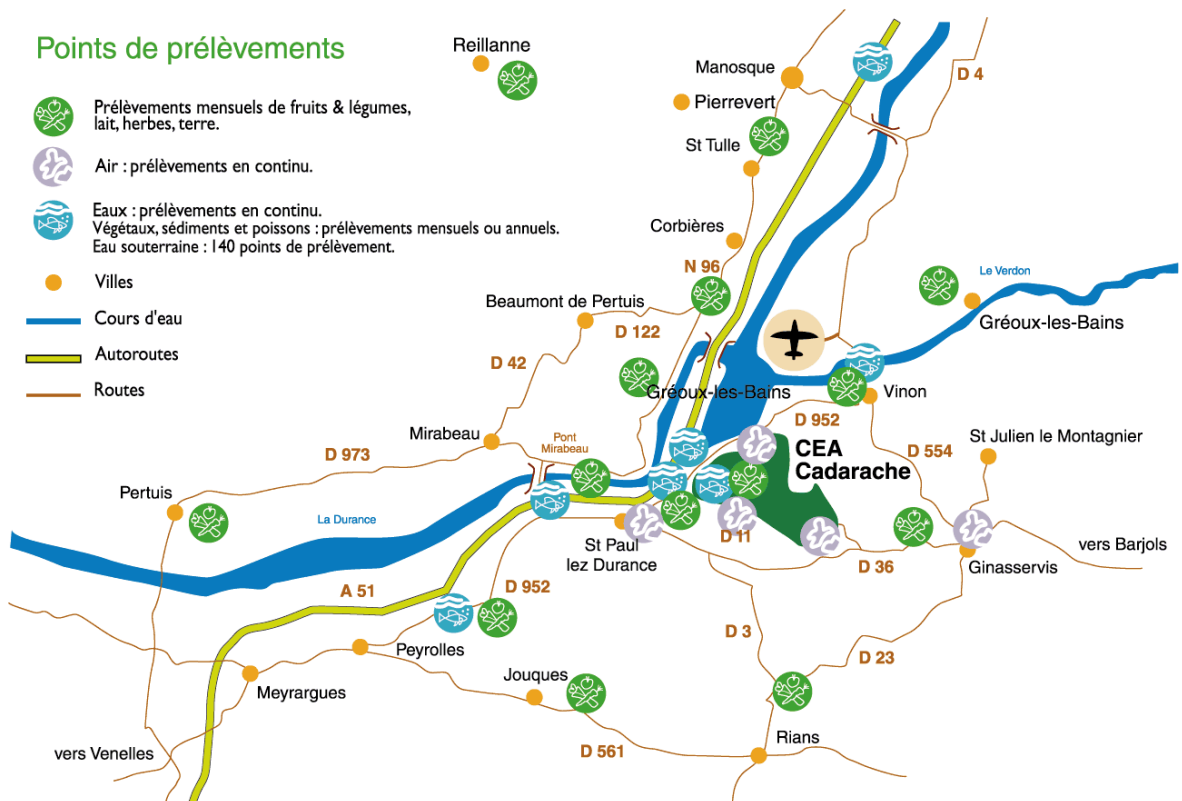 Points de prélèvements
Prélèvements mensuels de fruits & légumes,
lait, herbes, terre.
Air : prélèvements en continu.
Eaux : prélèvements en continu.
Végétaux, sédiments et poissons : prélèvements mensuels ou annuels.
Eau souterraine : 140 points de prélèvement.
Villes
Cours d'eau
Autoroutes
Routes
Reillanne
Manosque
D 4
Pierrevert
St Tulle
Corbières
N 96
Le Verdon
Beaumont de Pertuis
Gréoux-les-Bains
D 122
D 42
Gréoux-les-Bains
Vinon
D 952
Mirabeau
Pont
Mirabeau
CEA
Cadarache
D 554
St Julien le Montagnier
D 973
Pertuis
La Durance
D 11
St Paul
lez Durance
vers Barjols
D 36
Ginasservis
A 51
D 952
D 3
Peyrolles
D 23
Jouques
Meyrargues
Rians
vers Venelles
D 561